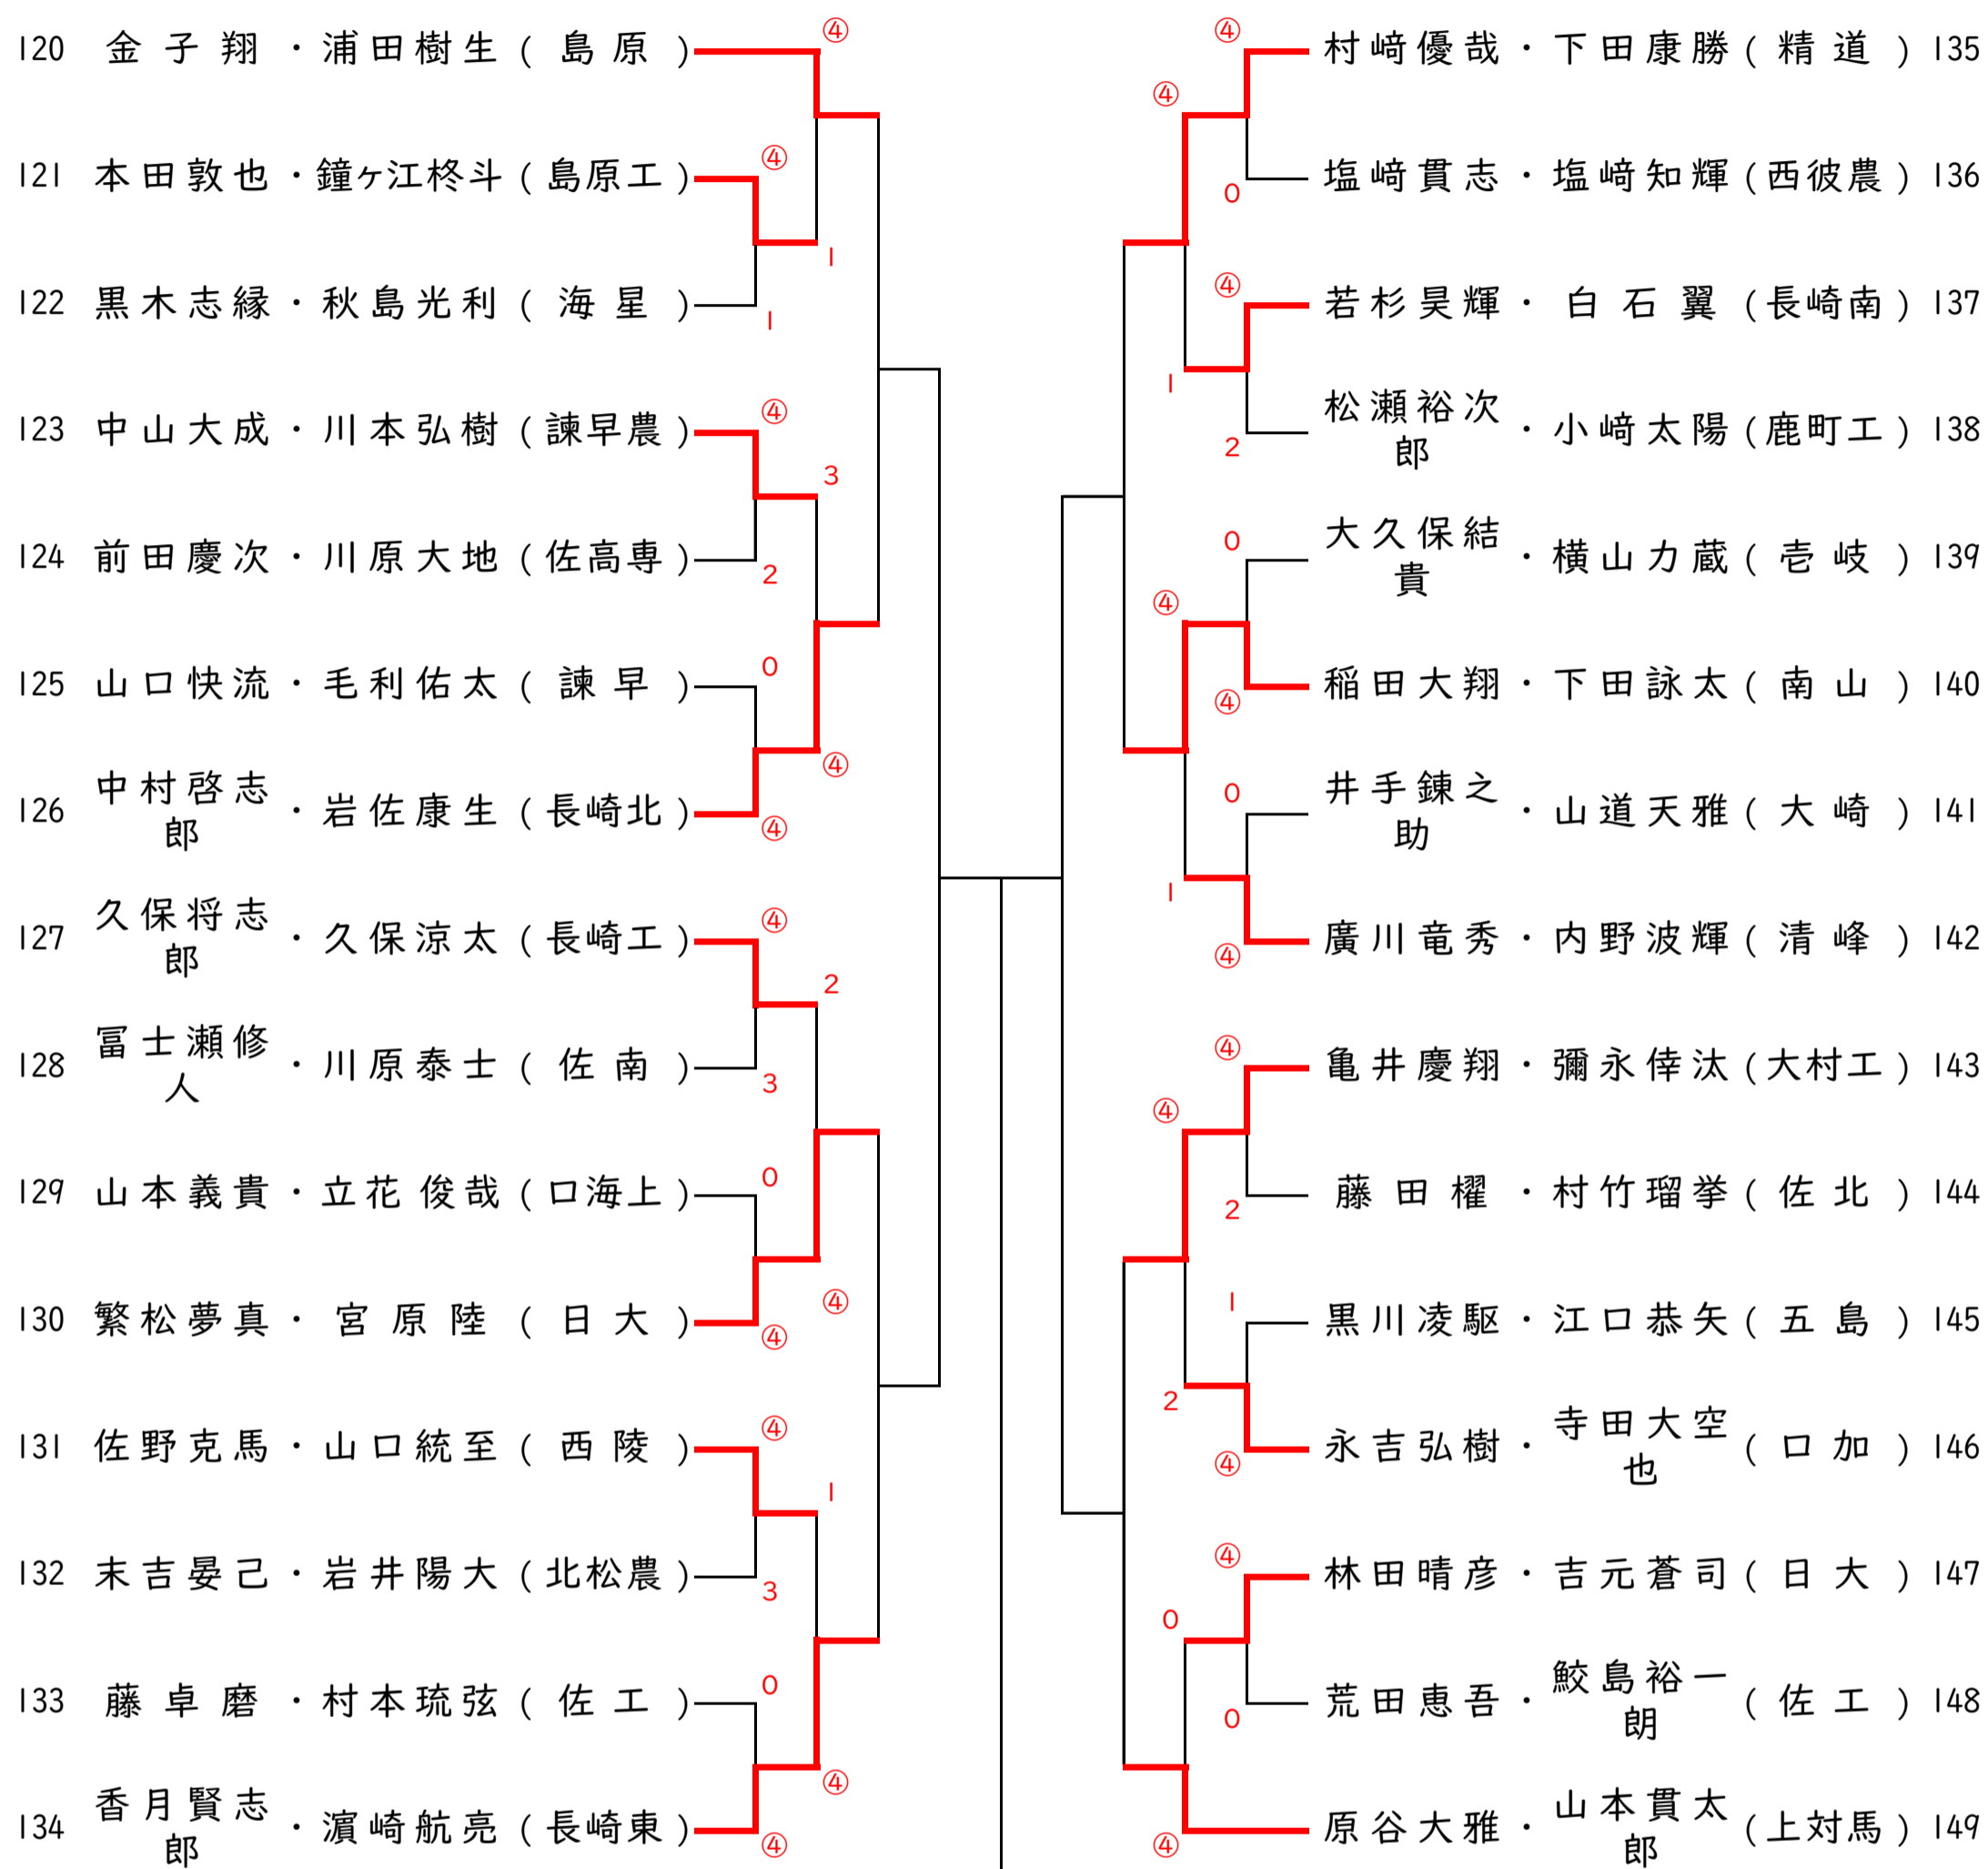 120 金子翔・浦田樹生(島原) ④
121 本田敦也・鐘ヶ江柊斗(島原工) ④
1
122 黒木志縁・秋島光利(海星) 1
123 中山大成・川本弘樹(諫早農) ④
3
124 前田慶次・川原大地(佐高専) 2
125 山口快流・毛利佑太(諫早) 0
④
126 中村啓志郎・岩佐康生(長崎北) ④
127 久保将志郎・久保涼太(長崎工) ④
2
128 冨士瀬修人・川原泰士(佐南) 3
129 山本義貴・立花俊哉(口海上) 0
④
130 繁松夢真・宮原陸(日大) ④
131 佐野克馬・山口統至(西陵) ④
1
132 末吉晏己・岩井陽大(北松農) 3
133 藤卓磨・村本琉弦(佐工) 0
④
134 香月賢志郎・濵崎航亮(長崎東) ④
④ 村﨑優哉・下田康勝(精道) 135
④
0 塩﨑貫志・塩﨑知輝(西彼農) 136
④ 若杉昊輝・白石翼(長崎南) 137
1
2 松瀬裕次郎・小﨑太陽(鹿町工) 138
0 大久保結貴・横山力蔵(壱岐) 139
④
④ 稲田大翔・下田詠太(南山) 140
0 井手錬之助・山道天雅(大崎) 141
1
④ 廣川竜秀・内野波輝(清峰) 142
④ 亀井慶翔・彌永倖汰(大村工) 143
④
2 藤田櫂・村竹瑠挙(佐北) 144
1 黒川凌駆・江口恭矢(五島) 145
2
④ 永吉弘樹・寺田大空也(口加) 146
④ 林田晴彦・吉元蒼司(日大) 147
0
0 荒田恵吾・鮫島裕一朗(佐工) 148
④ 原谷大雅・山本貫太郎(上対馬) 149